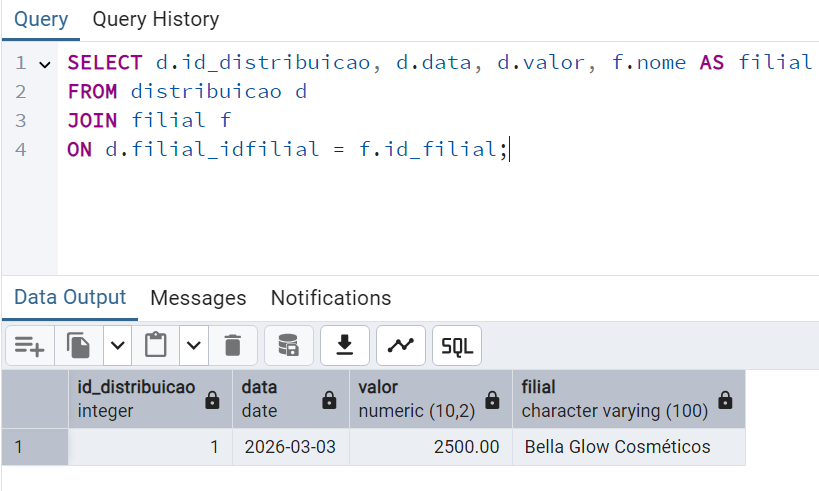 Query Query History
1 SELECT d.id_distribuicao, d.data, d.valor, f.nome AS filial
2 FROM distribuicao d
3 JOIN filial f
4 ON d.filial_idfilial = f.id_filial;
Data Output Messages Notifications
SQL
id_distribuicao data valor filial
integer date numeric (10,2) character varying (100)
1 1 2026-03-03 2500.00 Bella Glow Cosméticos